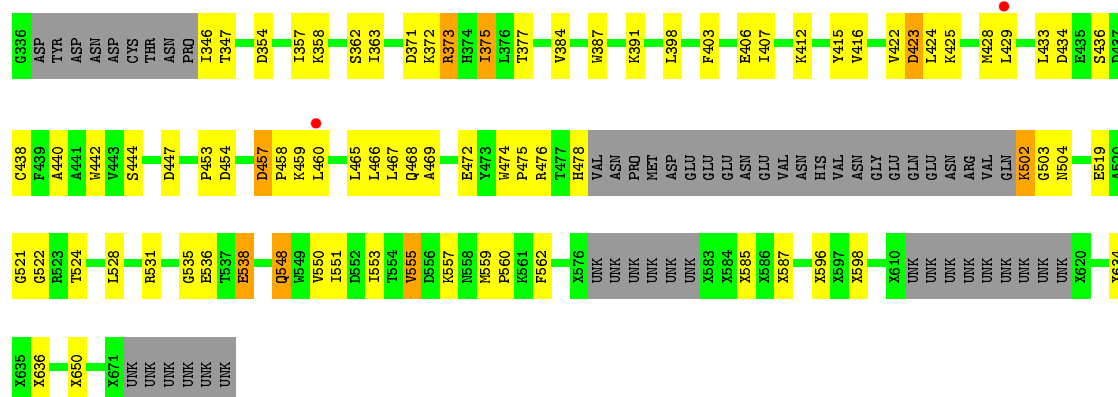 G336 ASP TYR ASP ASN ASP CYS THR ASN PRO I346 T347 D354 I357 K358 S362 I363 D371 K372 R373 H374 I375 L376 T377 V384 W387 K391 L398 F403 E406 I407 K412 Y415 V416 V422 D423 L424 K425 M428 L429 L433 D434 E435 S436 D437
C438 F439 A440 A441 W442 V443 S444 D447 P453 D454 D457 P458 K459 L460 L465 L466 L467 Q468 A469 E472 Y473 W474 P475 R476 T477 H478 VAL ASN PRO MET ASP GLU GLU GLU ASN GLU VAL ASN HIS VAL ASN GLY GLU GLN GLU ASN ARG VAL GLN K502 G503 N504 E519 A520
G521 G522 R523 T524 L528 R531 G535 E536 T537 E538 Q548 W549 V550 I551 D552 I553 T554 V555 D556 K557 N558 M559 P560 K561 F562 X576 UNK UNK UNK UNK UNK UNK X583 X584 X585 X586 X587 X596 X597 X598 X610 UNK UNK UNK UNK UNK UNK UNK UNK UNK X620 X634
X635 X636 X650 X671 UNK UNK UNK UNK UNK UNK